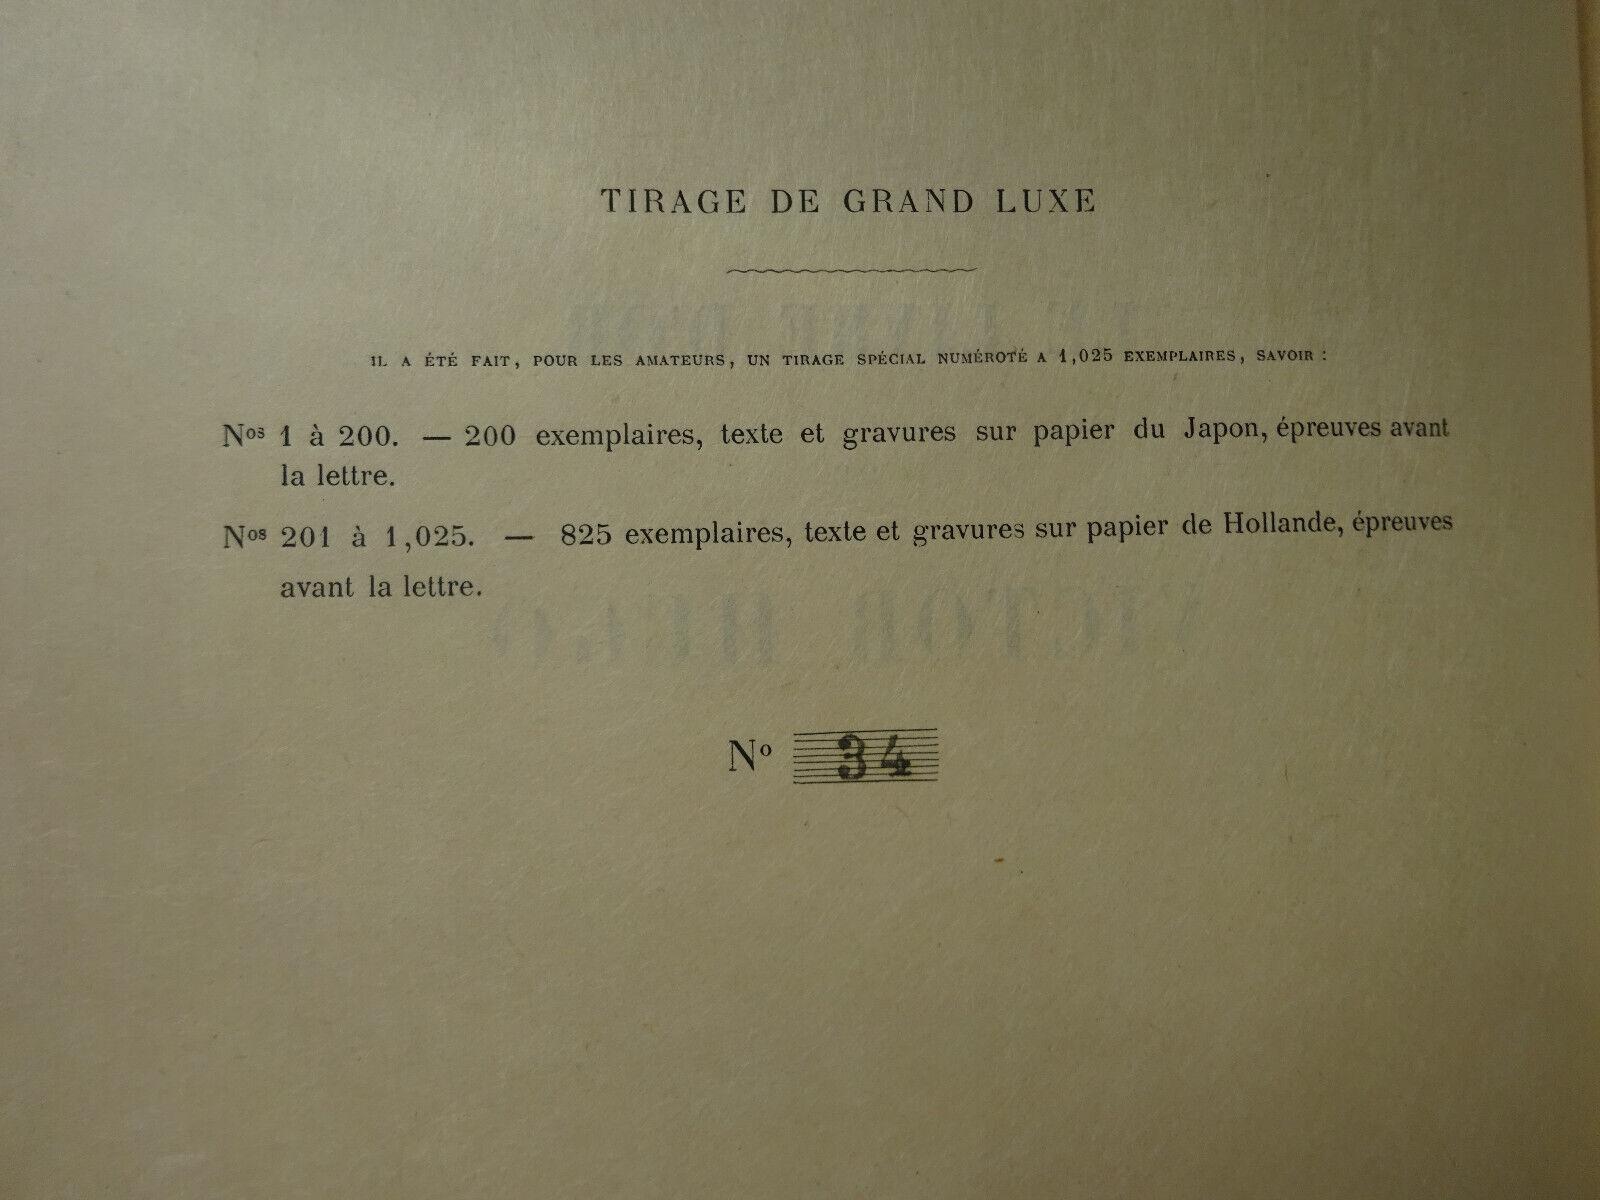 TIRAGE DE GRAND LUXE
IL A ÉTÉ FAIT, POUR LES AMATEURS, UN TIRAGE SPÉCIAL NUMÉROTÉ A 1,025 EXEMPLAIRES, SAVOIR :
Nos 1 à 200. — 200 exemplaires, texte et gravures sur papier du Japon, épreuves avant
la lettre.
Nos 201 à 1,025. — 825 exemplaires, texte et gravures sur papier de Hollande, épreuves
avant la lettre.
No 34